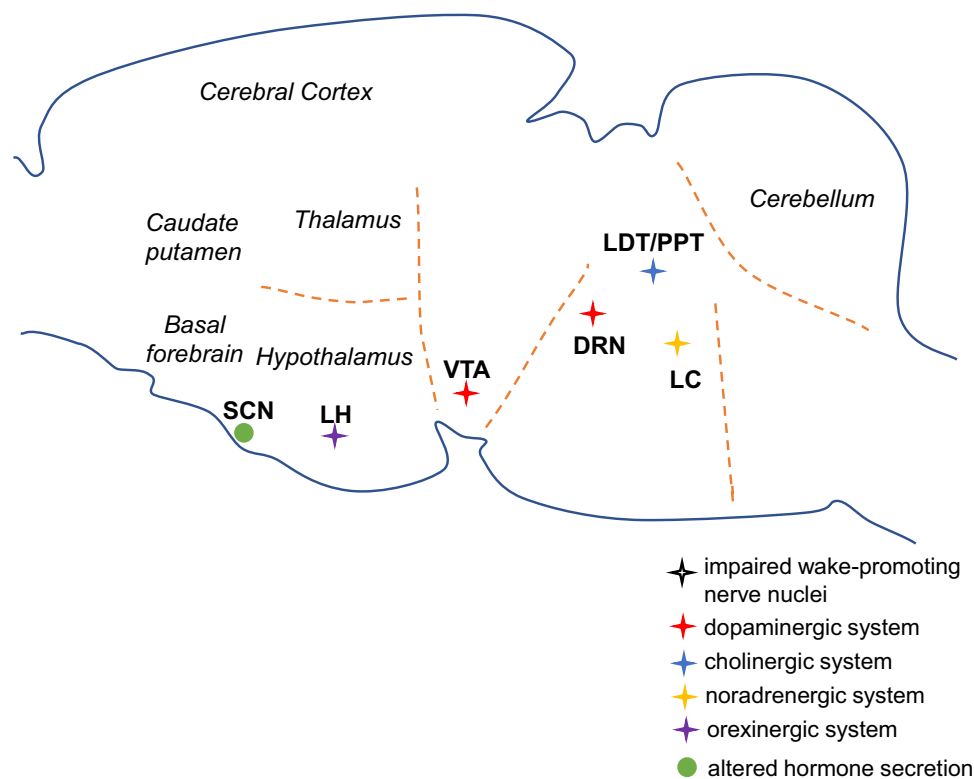 Cerebral Cortex
Cerebellum
Caudate
putamen
Thalamus
LDT/PPT
Basal
forebrain
Hypothalamus
DRN
VTA
LC
SCN
LH
impaired wake-promoting
nerve nuclei
dopaminergic system
cholinergic system
noradrenergic system
orexinergic system
altered hormone secretion